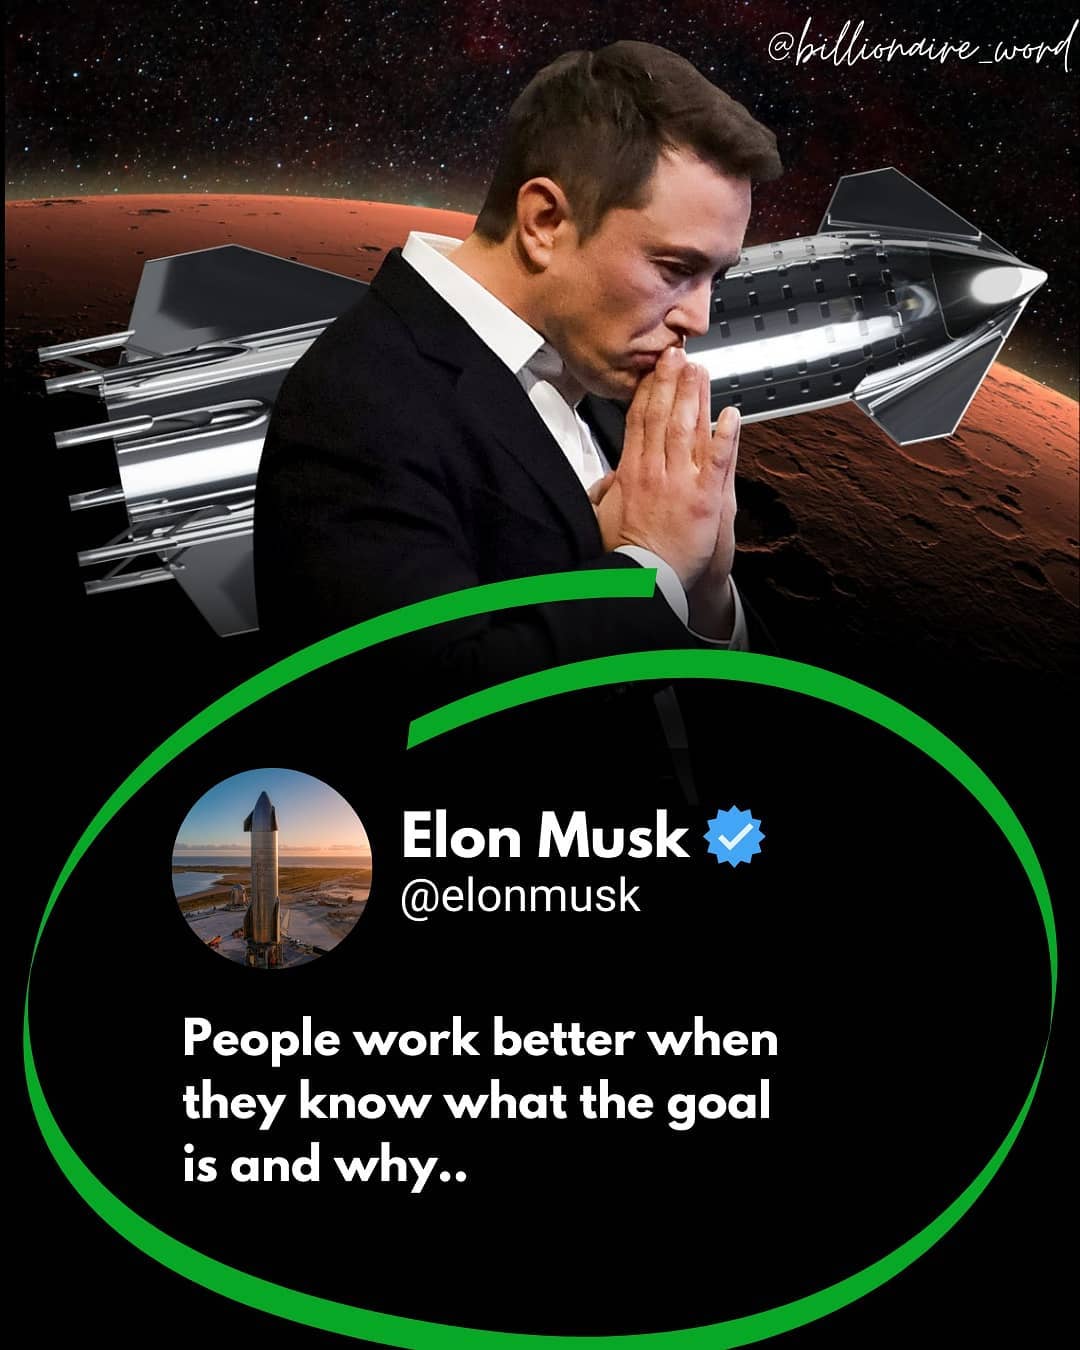 @billionaire_word
Elon Musk
@elonmusk
People work better when
they know what the goal
is and why..